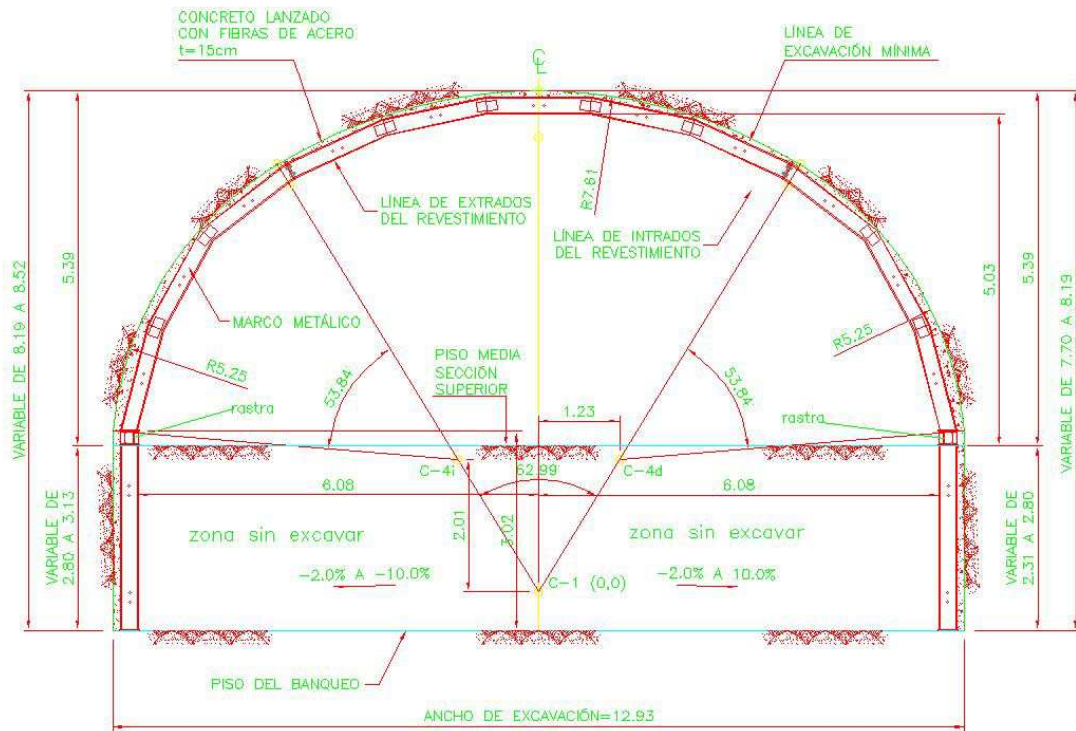 CONCRETO LANZADO
CON FIBRAS DE ACERO
t=15cm
CL
LÍNEA DE
EXCAVACIÓN MÍNIMA
LÍNEA DE EXTRADOS
DEL REVESTIMIENTO
R7.61
LÍNEA DE INTRADOS
DEL REVESTIMIENTO
VARIABLE DE 8.19 A 8.52
5.39
5.03
5.39
VARIABLE DE 7.70 A 8.19
MARCO METÁLICO
R5.25
R5.25
53.84
53.84
PISO MEDIA
SECCIÓN
SUPERIOR
rastra
rastra
1.23
C-4i
62.99
C-4d
6.08
6.08
VARIABLE DE
2.80 A 3.13
2.01
3.02
VARIABLE DE
2.31 A 2.80
zona sin excavar
zona sin excavar
-2.0% A -10.0%
C-1 (0,0)
-2.0% A 10.0%
PISO DEL BANQUEO
ANCHO DE EXCAVACIÓN=12.93